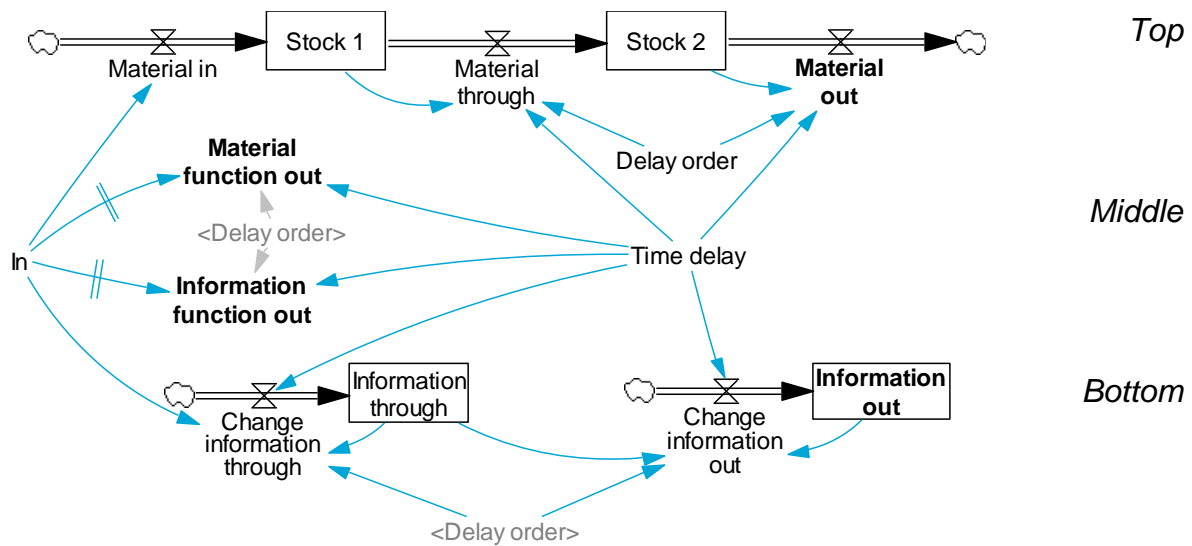 Top
Stock 1
Stock 2
Material in
Material
through
Material
out
Delay order
Material
function out
<Delay order>
Middle
In
Time delay
Information
function out
Information
through
Information
out
Bottom
Change
information
through
Change
information
out
<Delay order>